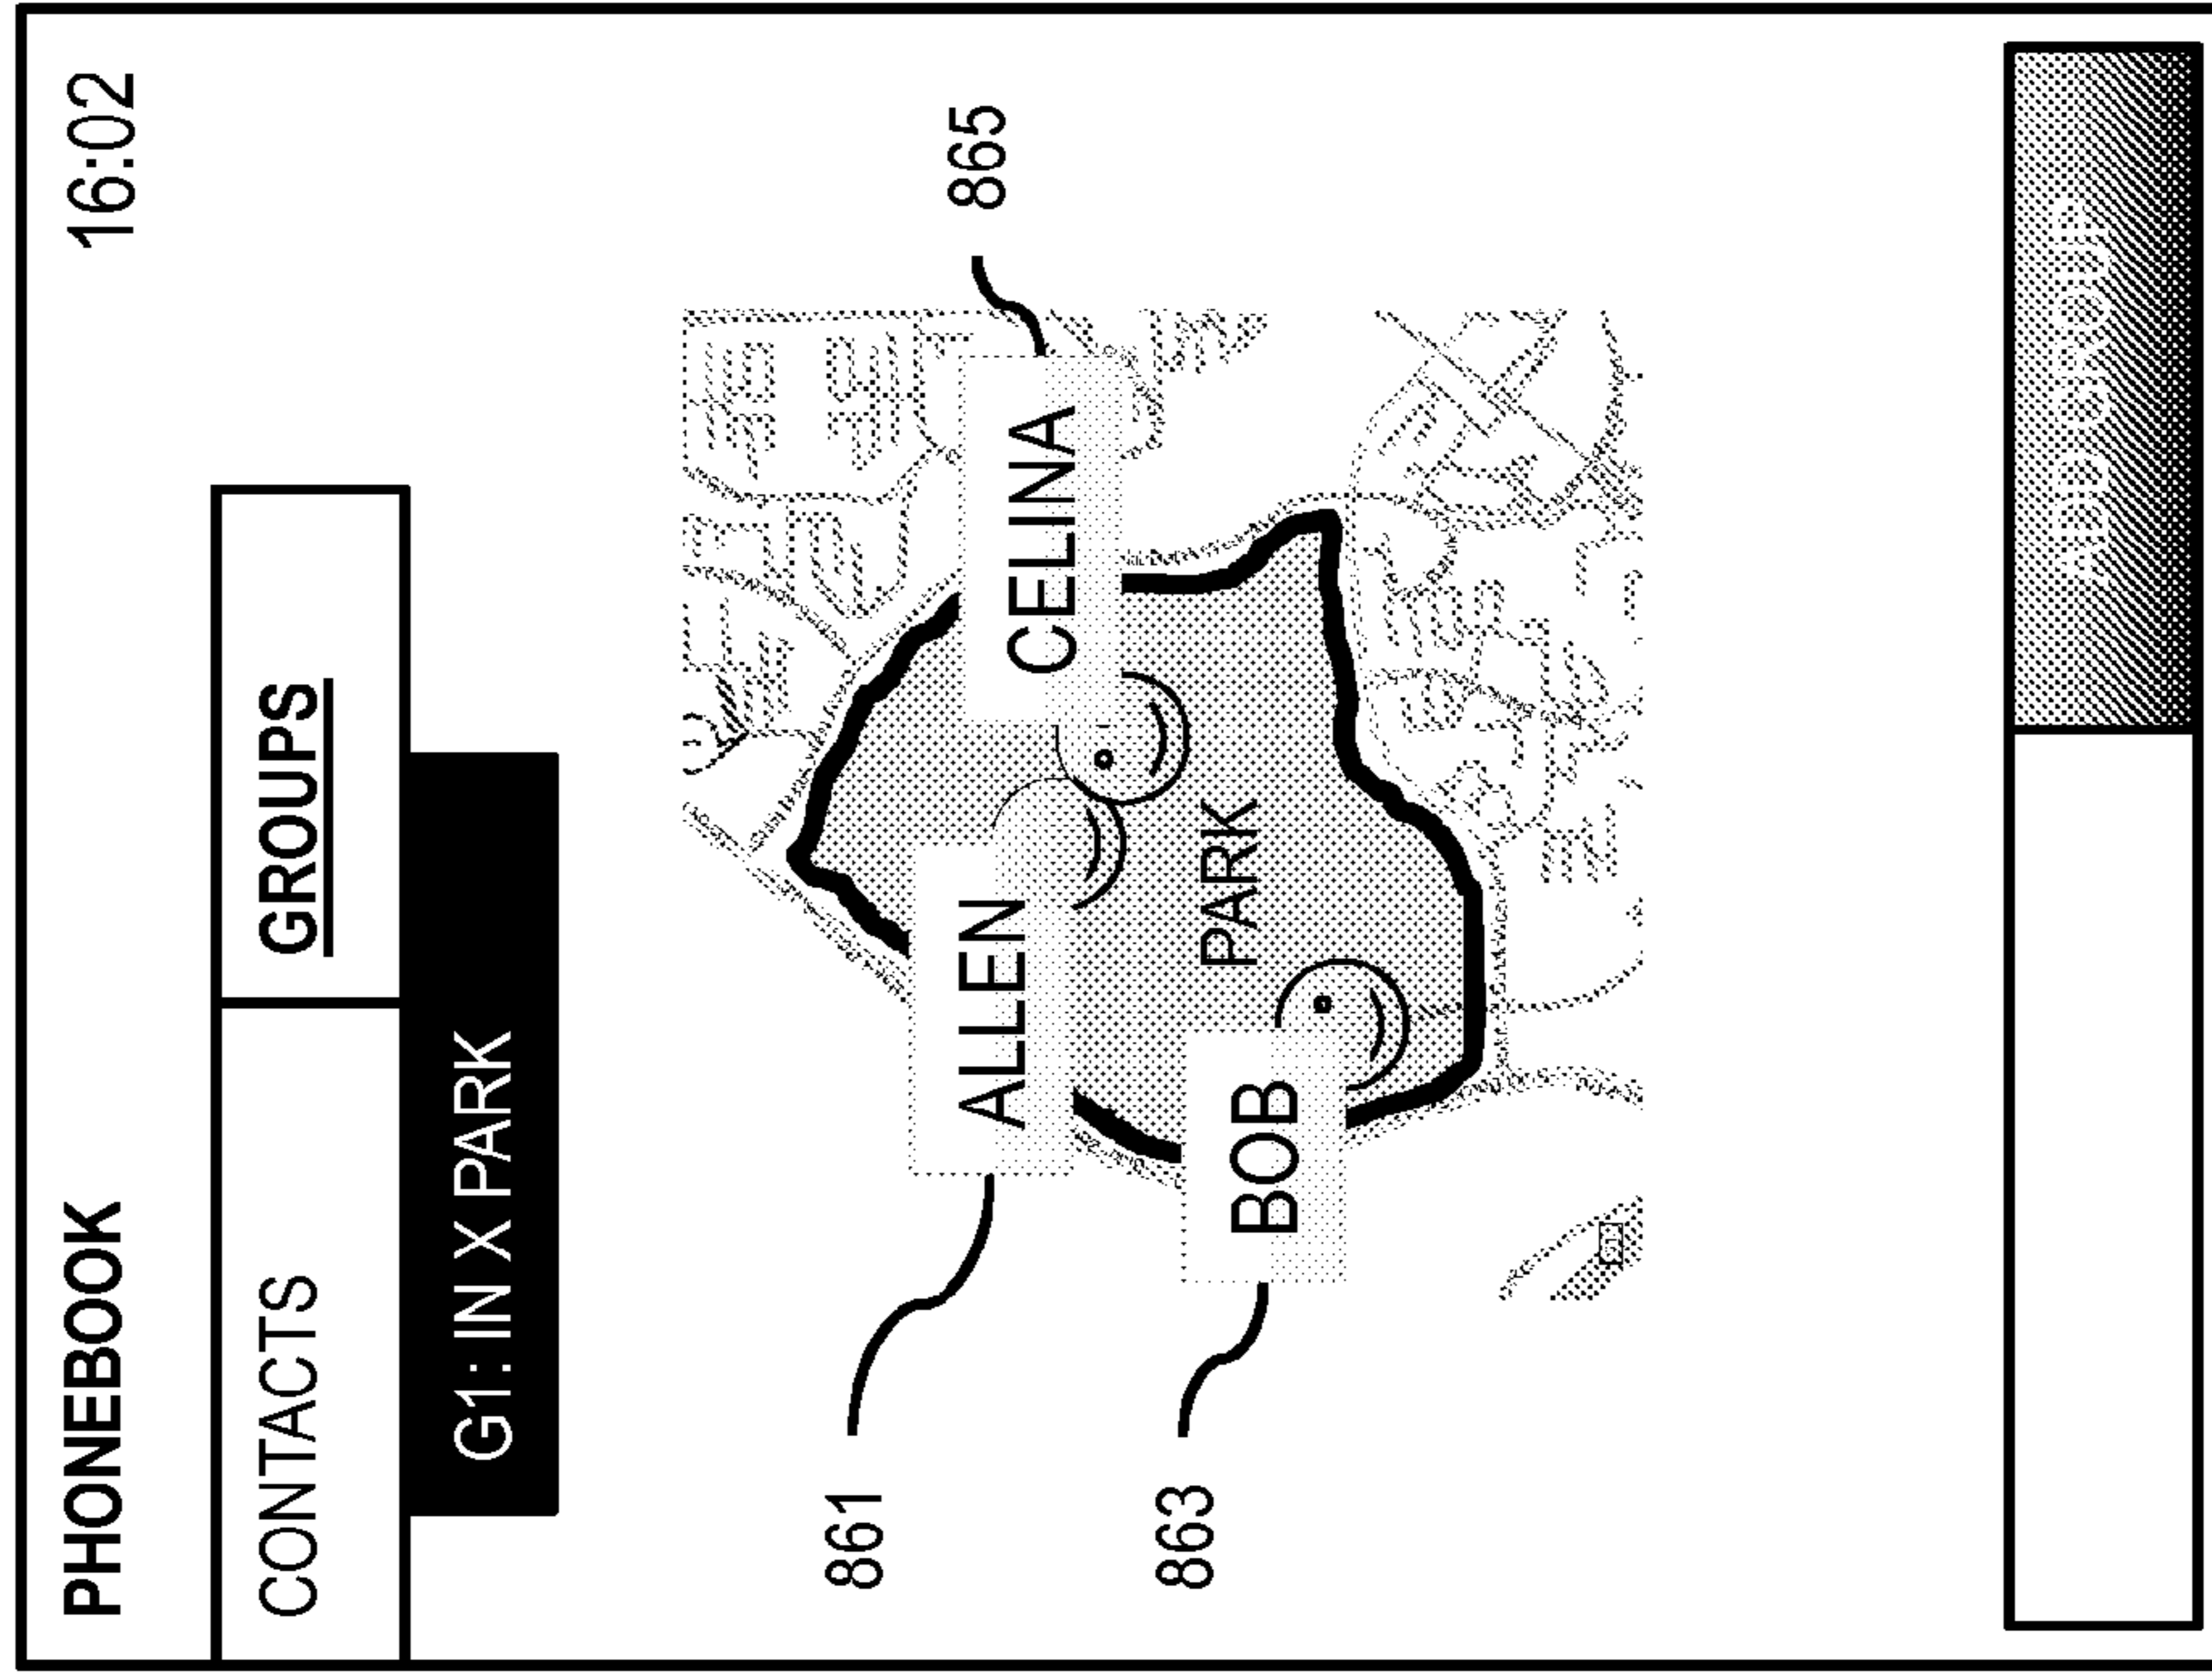 PHONEBOOK 16:02
CONTACTS GROUPS
G1: IN X PARK
861
ALLEN
CELINA
865
PARK
863
BOB